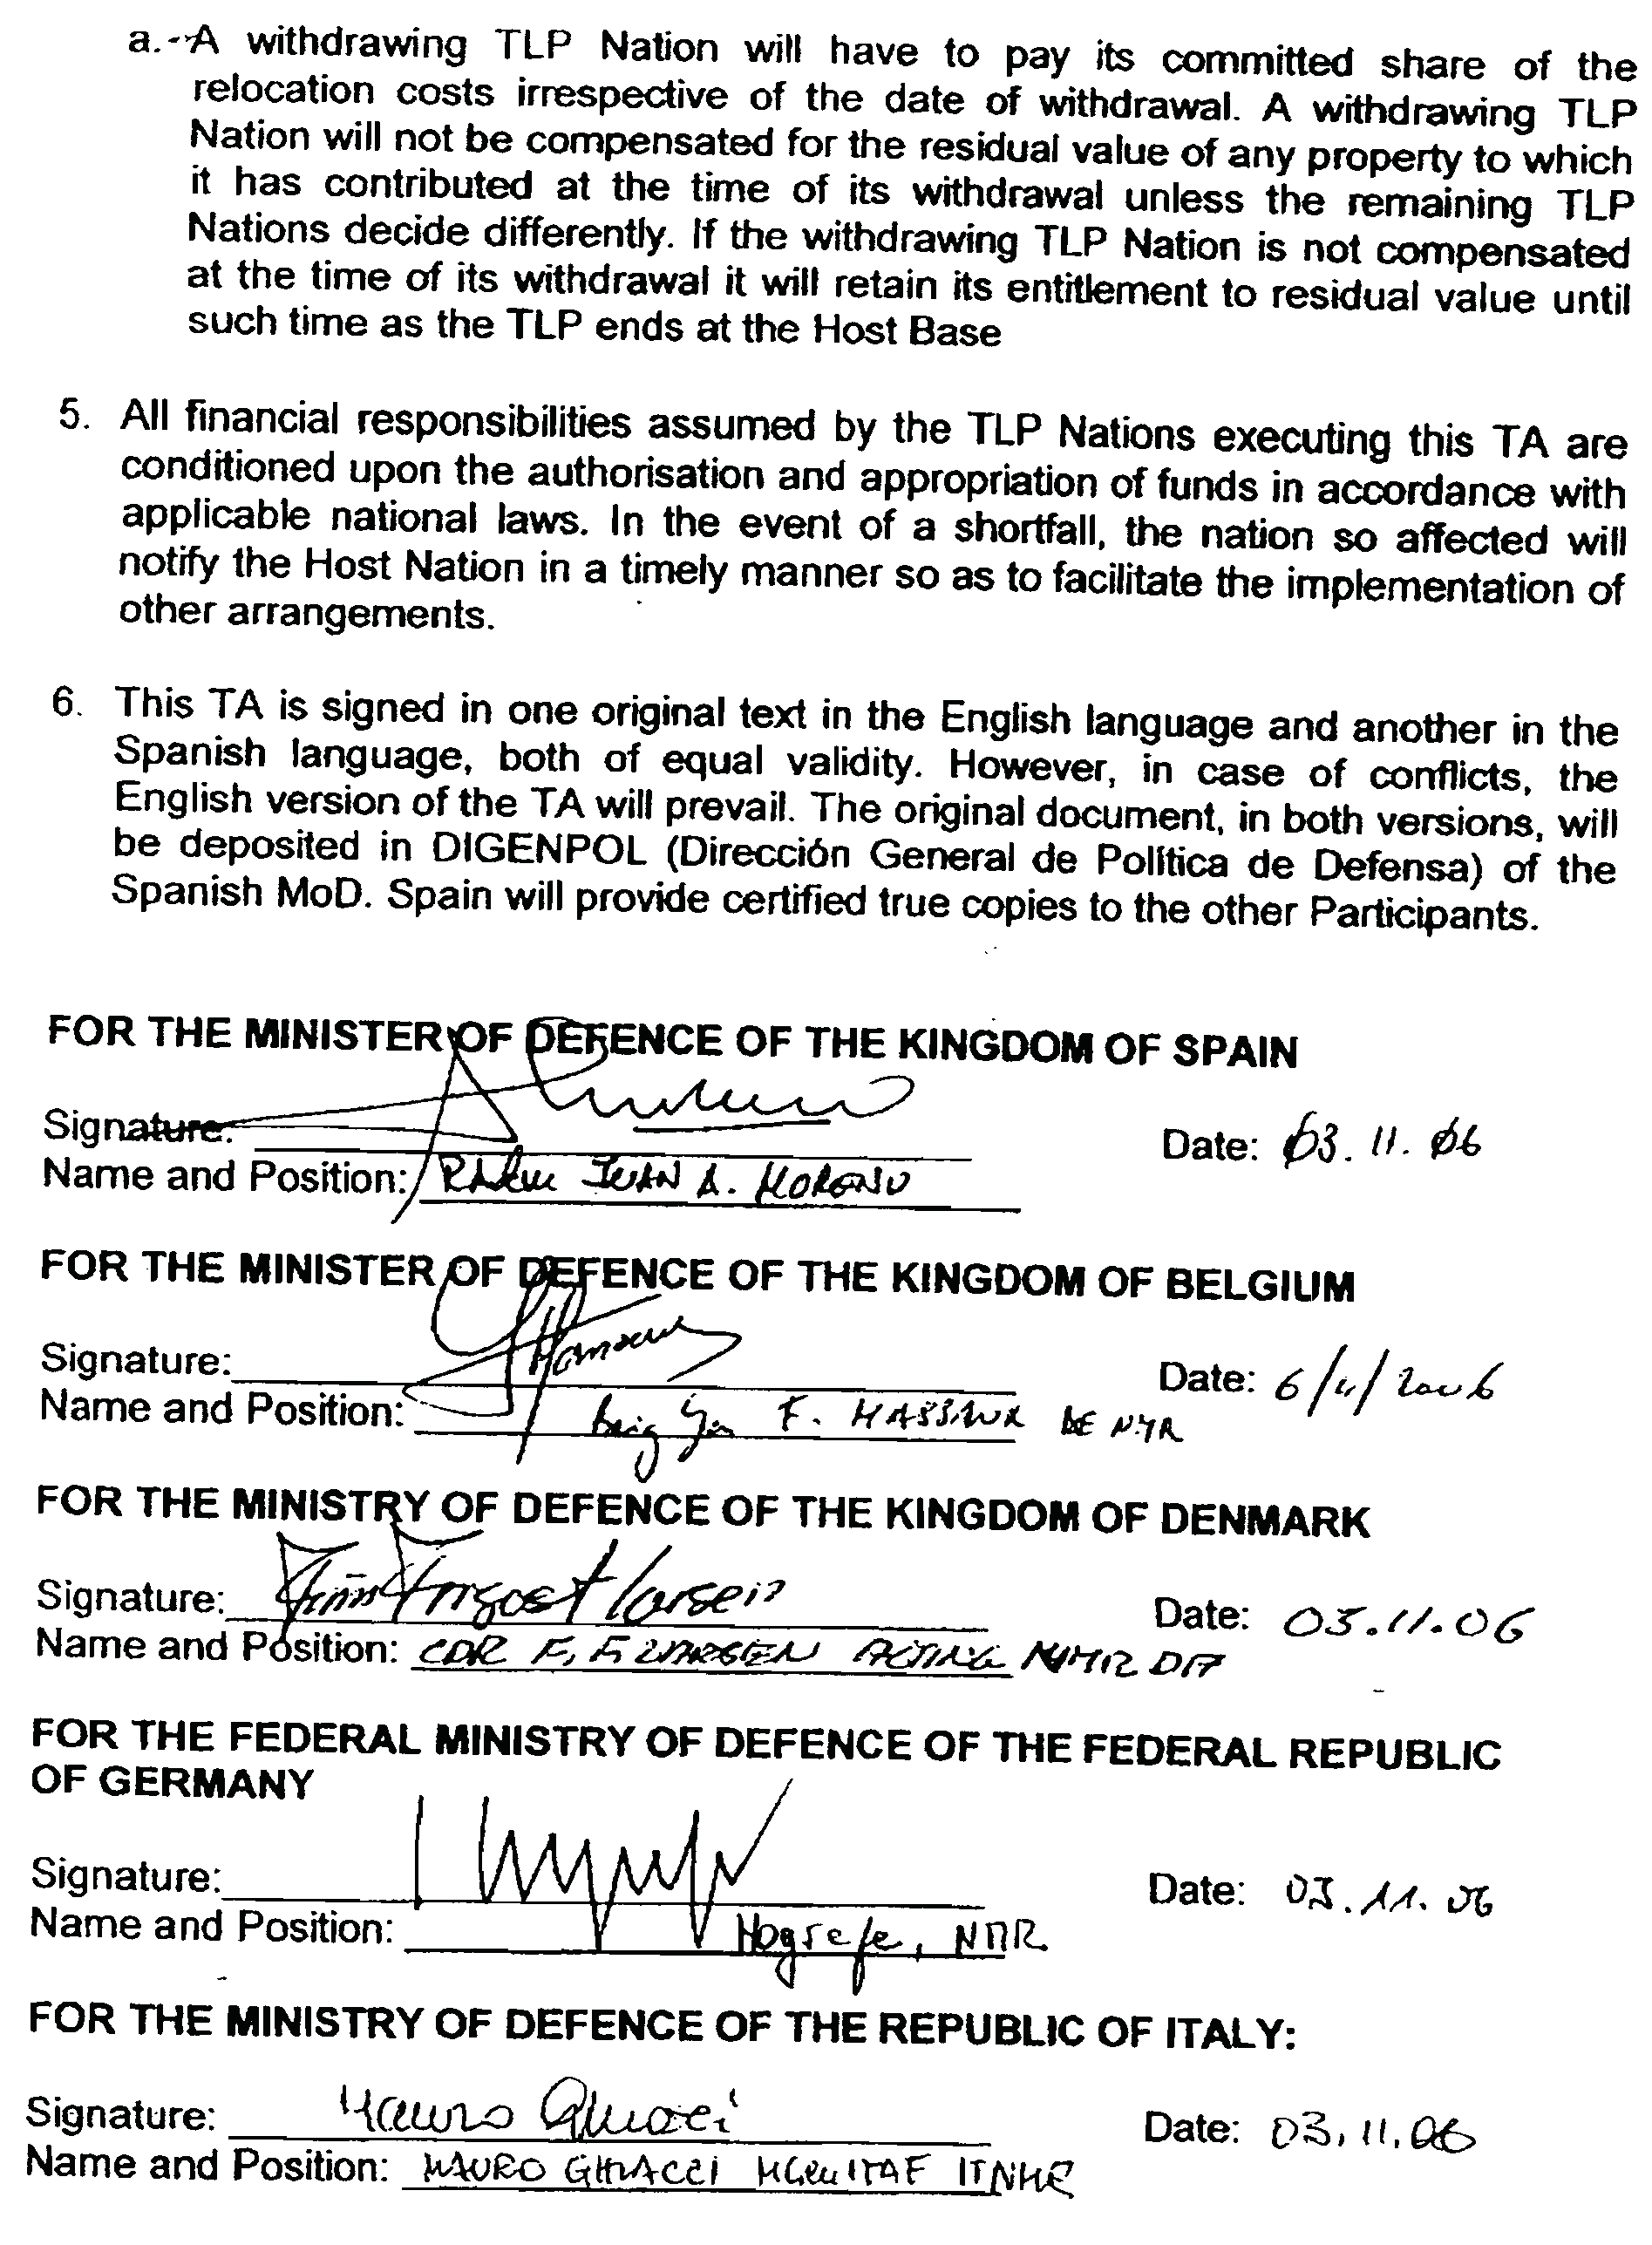 a.- A withdrawing TLP Nation will have to pay its committed share of the
relocation costs irrespective of the date of withdrawal. A withdrawing TLP
Nation will not be compensated for the residual value of any property to which
it has contributed at the time of its withdrawal unless the remaining TLP
Nations decide differently. If the withdrawing TLP Nation is not compensated
at the time of its withdrawal it will retain its entitlement to residual value until
such time as the TLP ends at the Host Base
5. All financial responsibilities assumed by the TLP Nations executing this TA are
conditioned upon the authorisation and appropriation of funds in accordance with
applicable national laws. In the event of a shortfall, the nation so affected will
notify the Host Nation in a timely manner so as to facilitate the implementation of
other arrangements.
6. This TA is signed in one original text in the English language and another in the
Spanish language, both of equal validity. However, in case of conflicts, the
English version of the TA will prevail. The original document, in both versions, will
be deposited in DIGENPOL (Dirección General de Política de Defensa) of the
Spanish MoD. Spain will provide certified true copies to the other Participants.
FOR THE MINISTER OF DEFENCE OF THE KINGDOM OF SPAIN
Signature: Date: 03.11.06
Name and Position: JUAN A. MORENO
FOR THE MINISTER OF DEFENCE OF THE KINGDOM OF BELGIUM
Signature: Date: 6/11/2006
Name and Position: Brig Gen F.
FOR THE MINISTRY OF DEFENCE OF THE KINGDOM OF DENMARK
Signature: Larsen Date: 03.11.06
Name and Position: CDR F. F LARSEN ACTING NMR
FOR THE FEDERAL MINISTRY OF DEFENCE OF THE FEDERAL REPUBLIC
OF GERMANY
Signature: Date: 03.11.06
Name and Position: Hogrefe, NMR
FOR THE MINISTRY OF DEFENCE OF THE REPUBLIC OF ITALY:
Signature: Mauro Date: 03.11.06
Name and Position: MAURO ITAF ITNMR